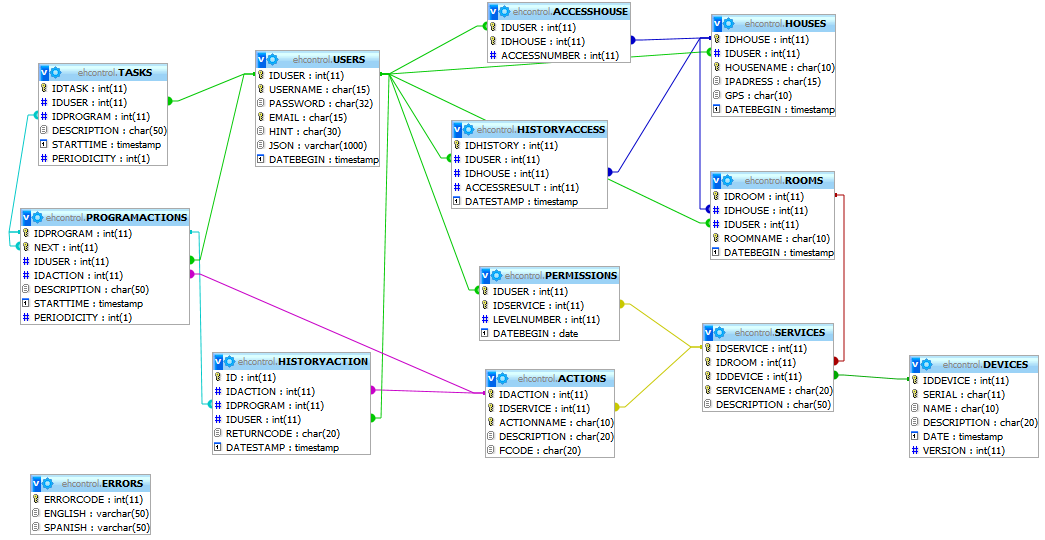 ehcontrol.ACCESSHOUSE
IDUSER : int(11)
IDHOUSE : int(11)
ACCESSNUMBER : int(11)
ehcontrol.HOUSES
IDHOUSE : int(11)
IDUSER : int(11)
HOUSENAME : char(10)
IPADRESS : char(15)
GPS : char(10)
DATEBEGIN : timestamp
ehcontrol.TASKS
IDTASK : int(11)
IDUSER : int(11)
IDPROGRAM : int(11)
DESCRIPTION : char(50)
STARTTIME : timestamp
PERIODICITY : int(1)
ehcontrol.USERS
IDUSER : int(11)
USERNAME : char(15)
PASSWORD : char(32)
EMAIL : char(15)
HINT : char(30)
JSON : varchar(1000)
DATEBEGIN : timestamp
ehcontrol.HISTORYACCESS
IDHISTORY : int(11)
IDUSER : int(11)
IDHOUSE : int(11)
ACCESSRESULT : int(11)
DATESTAMP : timestamp
ehcontrol.ROOMS
IDROOM : int(11)
IDHOUSE : int(11)
IDUSER : int(11)
ROOMNAME : char(10)
DATEBEGIN : timestamp
ehcontrol.PROGRAMACTIONS
IDPROGRAM : int(11)
NEXT : int(11)
IDUSER : int(11)
IDACTION : int(11)
DESCRIPTION : char(50)
STARTTIME : timestamp
PERIODICITY : int(1)
ehcontrol.PERMISSIONS
IDUSER : int(11)
IDSERVICE : int(11)
LEVELNUMBER : int(11)
DATEBEGIN : date
ehcontrol.SERVICES
IDSERVICE : int(11)
IDROOM : int(11)
IDDEVICE : int(11)
SERVICENAME : char(20)
DESCRIPTION : char(50)
ehcontrol.HISTORYACTION
ID : int(11)
IDACTION : int(11)
IDPROGRAM : int(11)
IDUSER : int(11)
RETURNCODE : char(20)
DATESTAMP : timestamp
ehcontrol.ACTIONS
IDACTION : int(11)
IDSERVICE : int(11)
ACTIONNAME : char(10)
DESCRIPTION : char(20)
FCODE : char(20)
ehcontrol.DEVICES
IDDEVICE : int(11)
SERIAL : char(11)
NAME : char(10)
DESCRIPTION : char(20)
DATE : timestamp
VERSION : int(11)
ehcontrol.ERRORS
ERRORCODE : int(11)
ENGLISH : varchar(50)
SPANISH : varchar(50)